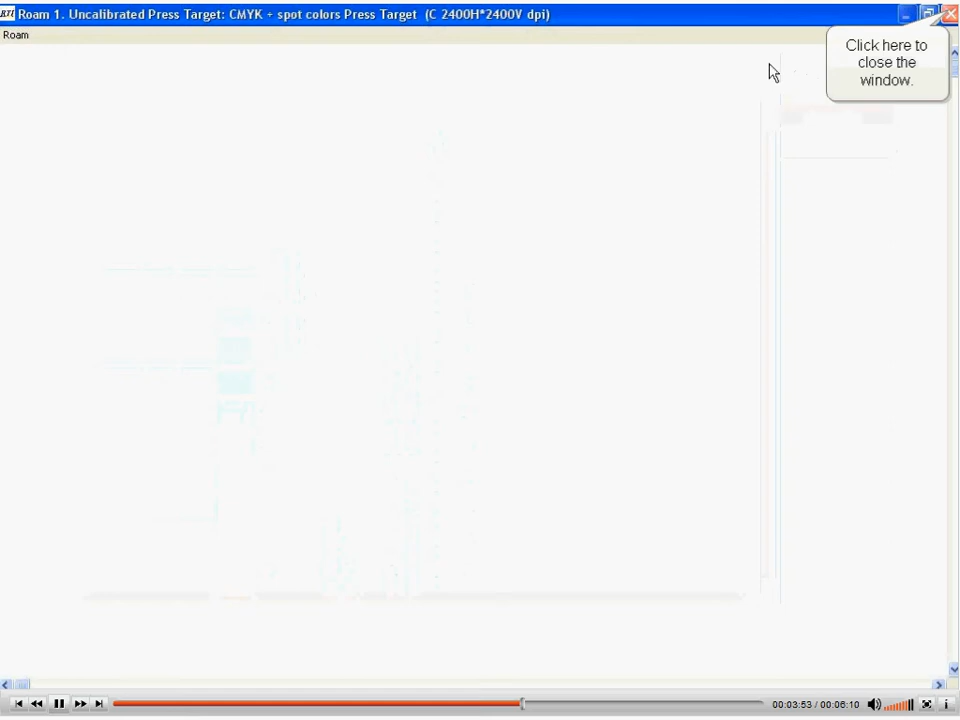 RTI Roam 1. Uncalibrated Press Target: CMYK + spot colors Press Target (C 2400H*2400V dpi)
Roam
Click here to
close the
window.
00:03:53 / 00:06:10